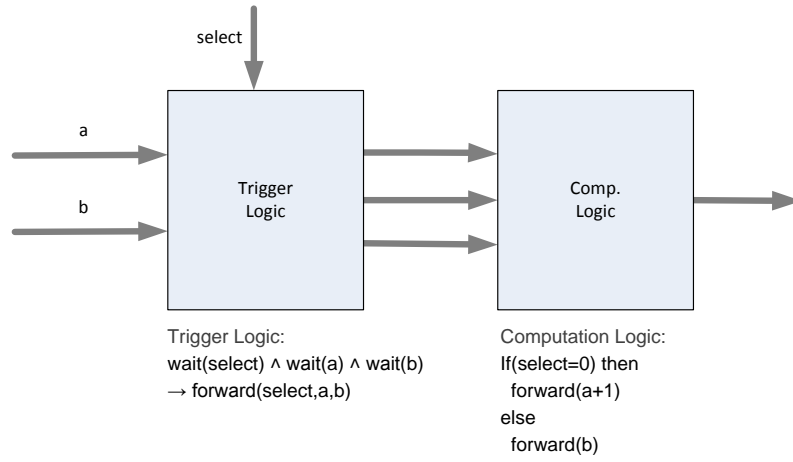 select
a
b
Trigger
Logic
Comp.
Logic
Trigger Logic:
wait(select) ∧ wait(a) ∧ wait(b)
→ forward(select,a,b)
Computation Logic:
If(select=0) then
forward(a+1)
else
forward(b)